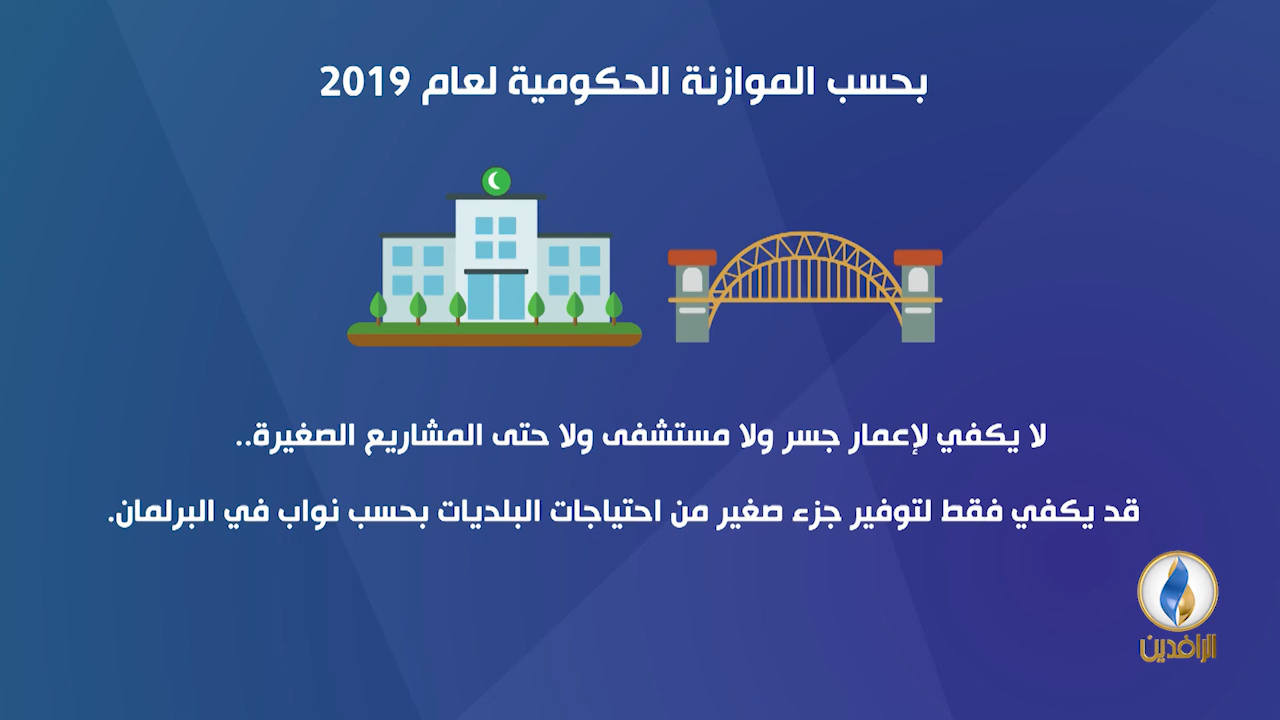 بحسب الموازنة الحكومية لعام 2019
لا يكفي لإعمار جسر ولا مستشفى ولا حتى المشاريع الصغيرة..
قد يكفي فقط لتوفير جزء صغير من احتياجات البلديات بحسب نواب في البرلمان.
الرافدين